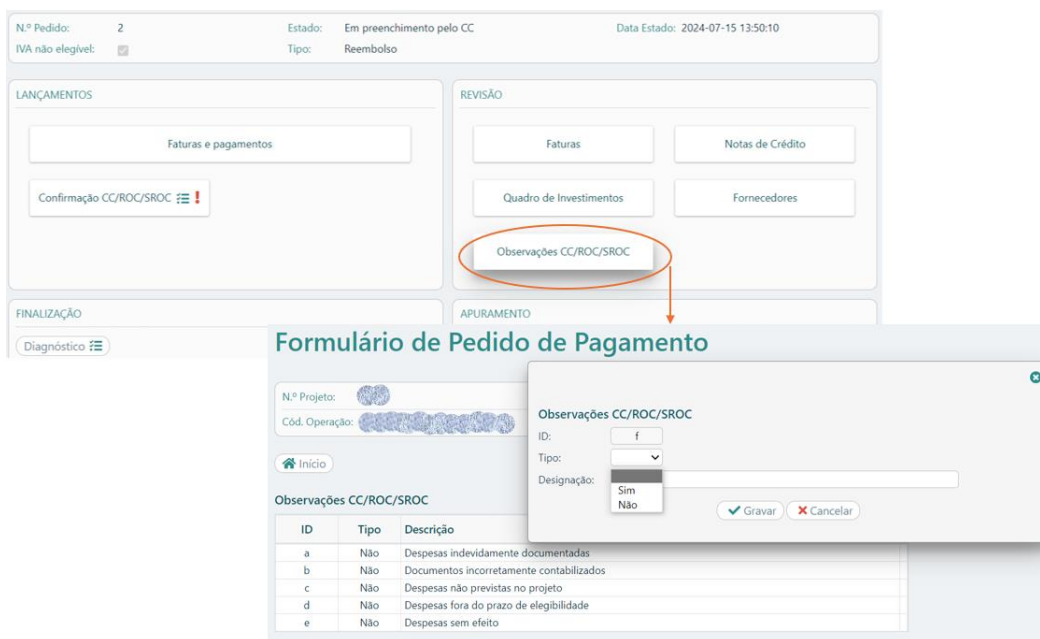 N.º Pedido: 2 Estado: Em preenchimento pelo CC Data Estado: 2024-07-15 13:50:10
IVA não elegível: Tipo: Reembolso
LANÇAMENTOS
Faturas e pagamentos
Confirmação CC/ROC/SROC
REVISÃO
Faturas Notas de Crédito
Quadro de Investimentos Fornecedores
Observações CC/ROC/SROC
FINALIZAÇÃO
Diagnóstico
APURAMENTO
Formulário de Pedido de Pagamento
N.º Projeto:
Cód. Operação:
Início
Observações CC/ROC/SROC
ID Tipo Descrição
a Não Despesas indevidamente documentadas
b Não Documentos incorretamente contabilizados
c Não Despesas não previstas no projeto
d Não Despesas fora do prazo de elegibilidade
e Não Despesas sem efeito
Observações CC/ROC/SROC
ID: f
Tipo:
Designação:
Sim
Não
Gravar Cancelar